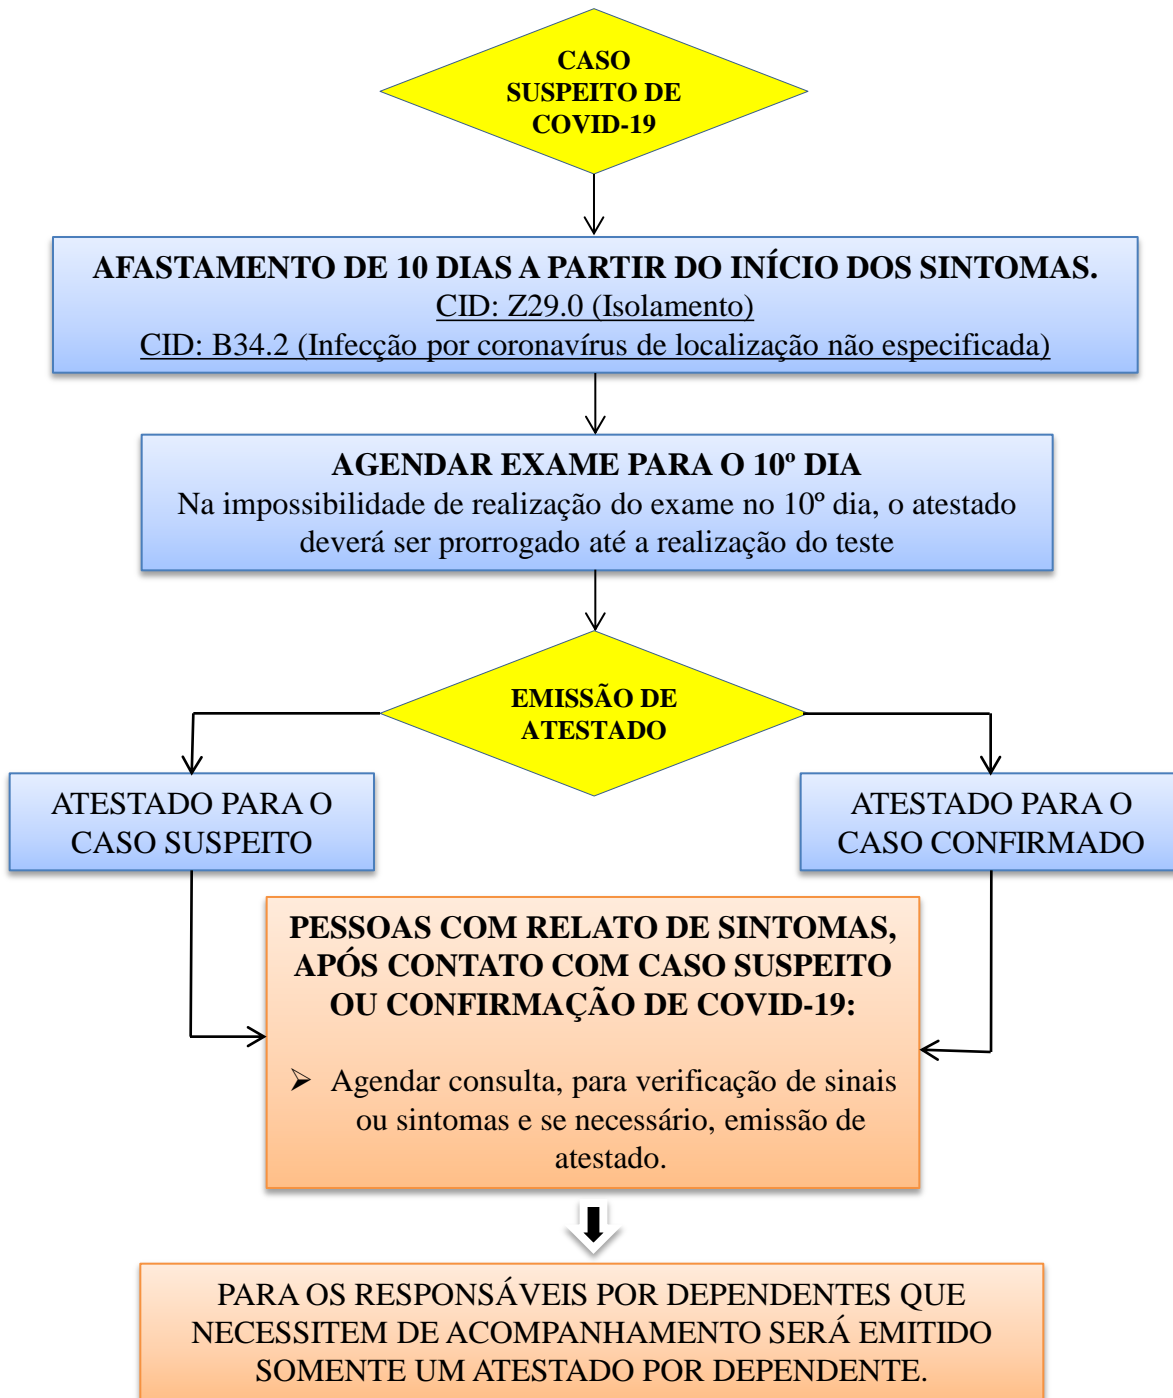 CASO
SUSPEITO DE
COVID-19
AFASTAMENTO DE 10 DIAS A PARTIR DO INÍCIO DOS SINTOMAS.
CID: Z29.0 (Isolamento)
CID: B34.2 (Infecção por coronavírus de localização não especificada)
AGENDAR EXAME PARA O 10º DIA
Na impossibilidade de realização do exame no 10º dia, o atestado
deverá ser prorrogado até a realização do teste
EMISSÃO DE
ATESTADO
ATESTADO PARA O
CASO SUSPEITO
ATESTADO PARA O
CASO CONFIRMADO
PESSOAS COM RELATO DE SINTOMAS,
APÓS CONTATO COM CASO SUSPEITO
OU CONFIRMAÇÃO DE COVID-19:
➢ Agendar consulta, para verificação de sinais
ou sintomas e se necessário, emissão de
atestado.
PARA OS RESPONSÁVEIS POR DEPENDENTES QUE
NECESSITEM DE ACOMPANHAMENTO SERÁ EMITIDO
SOMENTE UM ATESTADO POR DEPENDENTE.